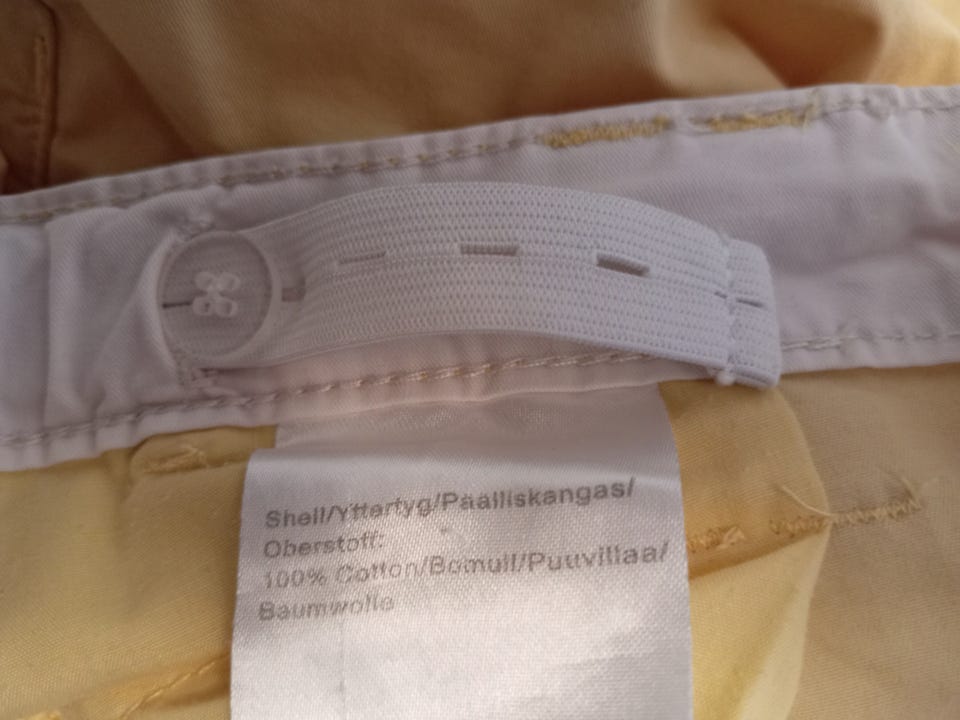 Shell/Yttertyg/Päälliskangas/
Oberstoff:
100% Cotton/Bomull/Puuvillaa/
Baumwolle